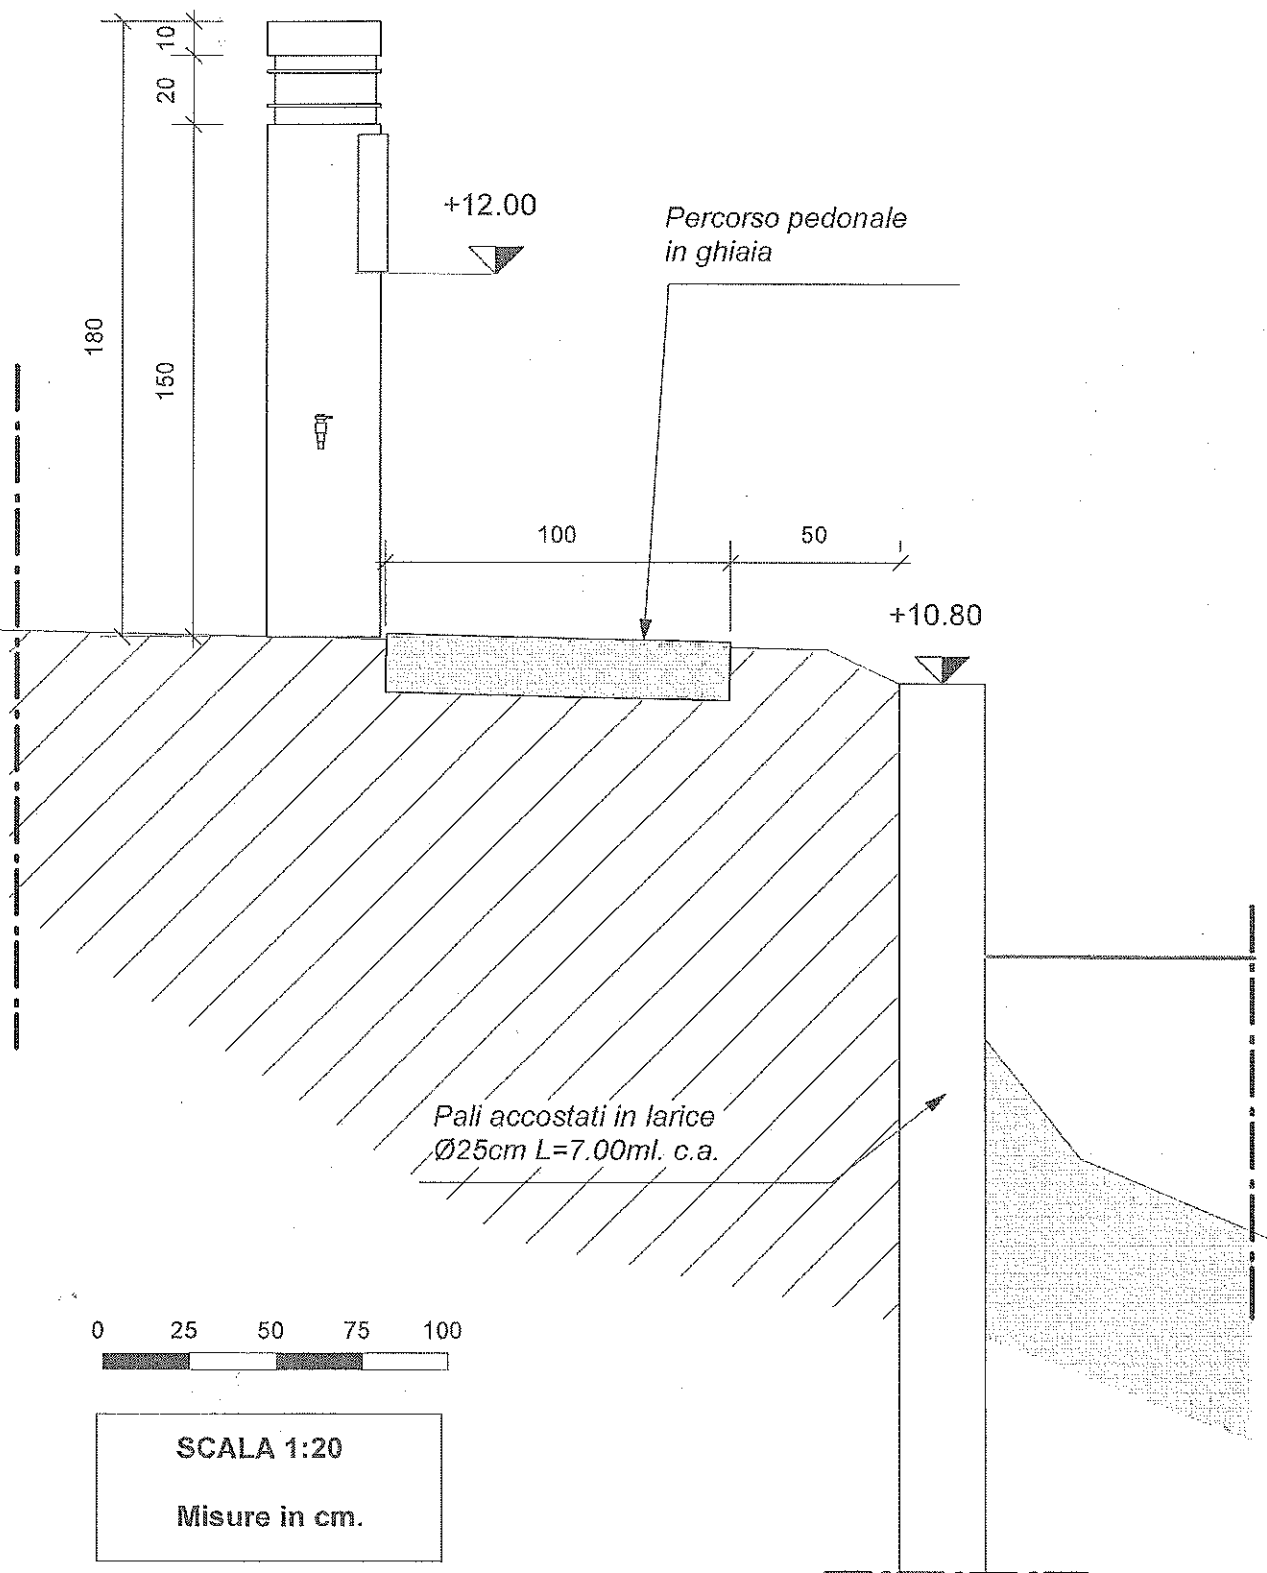 10
20
+12.00
Percorso pedonale
in ghiaia
180
150
100
50
+10.80
Pali accostati in larice
Ø25cm L=7.00ml. c.a.
0 25 50 75 100
SCALA 1:20
Misure in cm.